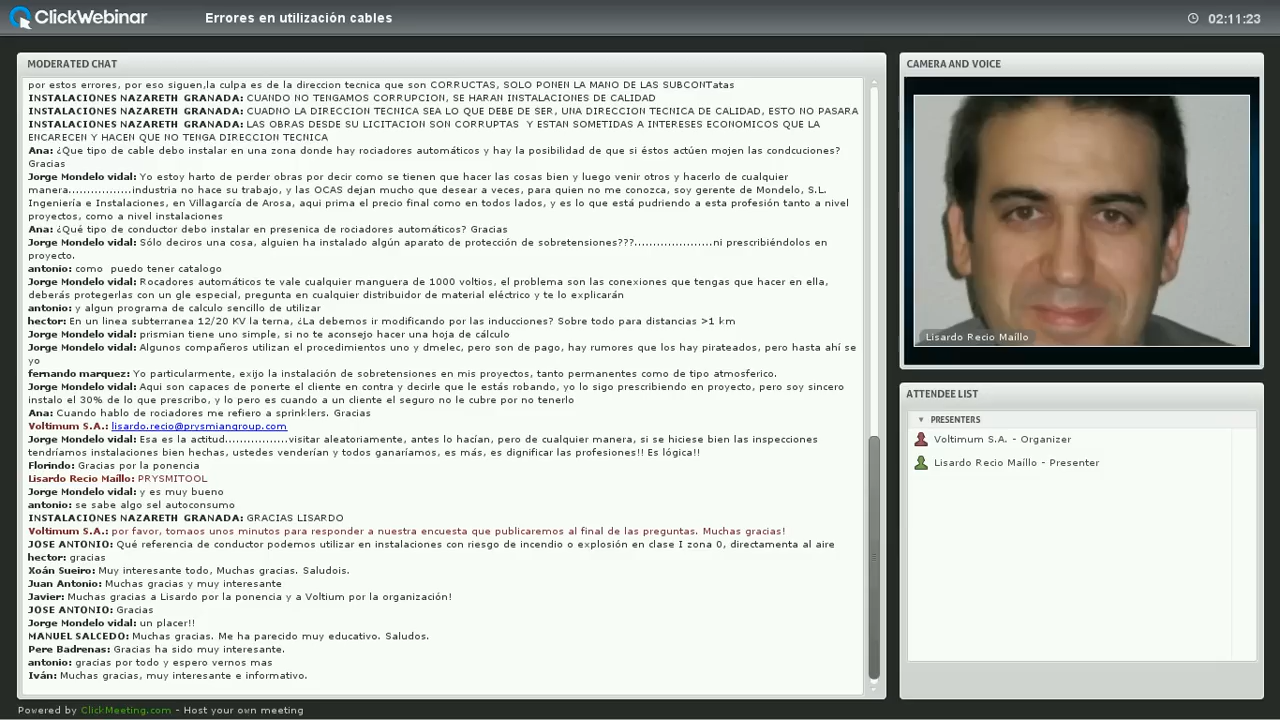 ClickWebinar
Errores en utilización cables
02:11:23
MODERATED CHAT
por estos errores, por eso siguen,la culpa es de la direccion tecnica que son CORRUCTAS, SOLO PONEN LA MANO DE LAS SUBCONTatas
INSTALACIONES NAZARETH GRANADA: CUANDO NO TENGAMOS CORRUPCION, SE HARAN INSTALACIONES DE CALIDAD
INSTALACIONES NAZARETH GRANADA: CUADNO LA DIRECCION TECNICA SEA LO QUE DEBE DE SER, UNA DIRECCION TECNICA DE CALIDAD, ESTO NO PASARA
INSTALACIONES NAZARETH GRANADA: LAS OBRAS DESDE SU LICITACION SON CORRUPTAS Y ESTAN SOMETIDAS A INTERESES ECONOMICOS QUE LA
ENCARECEN Y HACEN QUE NO TENGA DIRECCION TECNICA
Ana: ¿Que tipo de cable debo instalar en una zona donde hay rociadores automáticos y hay la posibilidad de que si éstos actúen mojen las condcuciones?
Gracias
Jorge Mondelo vidal: Yo estoy harto de perder obras por decir como se tienen que hacer las cosas bien y luego venir otros y hacerlo de cualquier
manera................industria no hace su trabajo, y las OCAS dejan mucho que desear a veces, para quien no me conozca, soy gerente de Mondelo, S.L.
Ingeniería e Instalaciones, en Villagarcía de Arosa, aqui prima el precio final como en todos lados, y es lo que está pudriendo a esta profesión tanto a nivel
proyectos, como a nivel instalaciones
Ana: ¿Qué tipo de conductor debo instalar en presenica de rociadores automáticos? Gracias
Jorge Mondelo vidal: Sólo deciros una cosa, alguien ha instalado algún aparato de protección de sobretensiones???.....................ni prescribiéndolos en
proyecto.
antonio: como puedo tener catalogo
Jorge Mondelo vidal: Rocadores automáticos te vale cualquier manguera de 1000 voltios, el problema son las conexiones que tengas que hacer en ella,
deberás protegerlas con un gle especial, pregunta en cualquier distribuidor de material eléctrico y te lo explicarán
antonio: y algun programa de calculo sencillo de utilizar
hector: En un linea subterranea 12/20 KV la terna, ¿La debemos ir modificando por las inducciones? Sobre todo para distancias >1 km
Jorge Mondelo vidal: prismian tiene uno simple, si no te aconsejo hacer una hoja de cálculo
Jorge Mondelo vidal: Algunos compañeros utilizan el procedimientos uno y dmelec, pero son de pago, hay rumores que los hay pirateados, pero hasta ahí se
yo
fernando marquez: Yo particularmente, exijo la instalación de sobretensiones en mis proyectos, tanto permanentes como de tipo atmosferico.
Jorge Mondelo vidal: Aqui son capaces de ponerte el cliente en contra y decirle que le estás robando, yo lo sigo prescribiendo en proyecto, pero soy sincero
instalo el 30% de lo que prescribo, y lo pero es cuando a un cliente el seguro no le cubre por no tenerlo
Ana: Cuando hablo de rociadores me refiero a sprinklers. Gracias
Voltimum S.A.: lisardo.recio@prysmiangroup.com
Jorge Mondelo vidal: Esa es la actitud.................visitar aleatoriamente, antes lo hacían, pero de cualquier manera, si se hiciese bien las inspecciones
tendríamos instalaciones bien hechas, ustedes venderían y todos ganaríamos, es más, es dignificar las profesiones!! Es lógica!!
Florindo: Gracias por la ponencia
Lisardo Recio Maíllo: PRYSMITOOL
Jorge Mondelo vidal: y es muy bueno
antonio: se sabe algo sel autoconsumo
INSTALACIONES NAZARETH GRANADA: GRACIAS LISARDO
Voltimum S.A.: por favor, tomaos unos minutos para responder a nuestra encuesta que publicaremos al final de las preguntas. Muchas gracias!
JOSE ANTONIO: Qué referencia de conductor podemos utilizar en instalaciones con riesgo de incendio o explosión en clase I zona 0, directamenta al aire
hector: gracias
Xoán Sueiro: Muy interesante todo, Muchas gracias. Saludois.
Juan Antonio: Muchas gracias y muy interesante
Javier: Muchas gracias a Lisardo por la ponencia y a Voltium por la organización!
JOSE ANTONIO: Gracias
Jorge Mondelo vidal: un placer!!
MANUEL SALCEDO: Muchas gracias. Me ha parecido muy educativo. Saludos.
Pere Badrenas: Gracias ha sido muy interesante.
antonio: gracias por todo y espero vernos mas
Iván: Muchas gracias, muy interesante e informativo.
CAMERA AND VOICE
Lisardo Recio Maíllo
ATTENDEE LIST
PRESENTERS
Voltimum S.A. - Organizer
Lisardo Recio Maíllo - Presenter
Powered by ClickMeeting.com - Host your own meeting